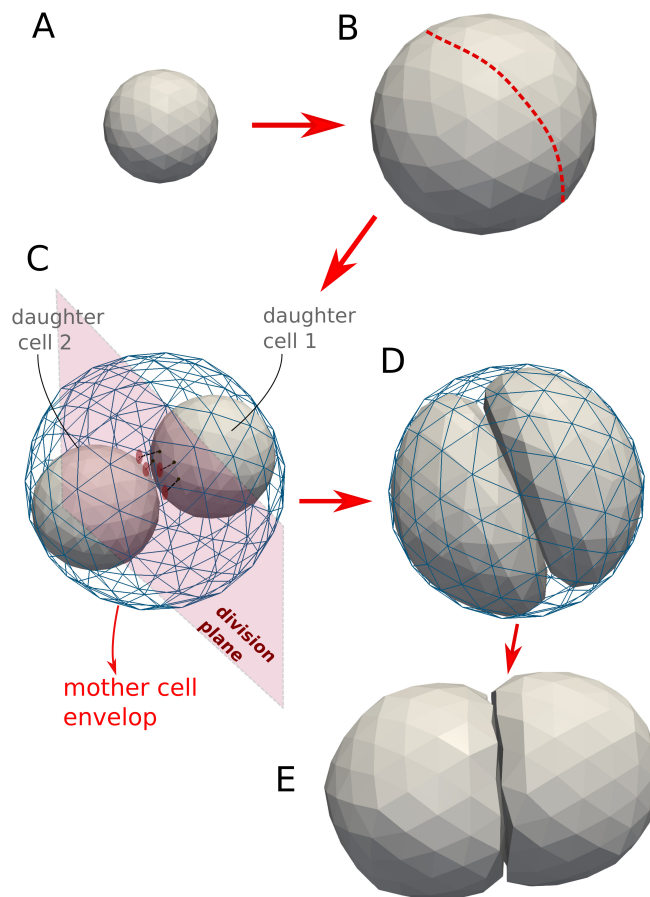 A
B
C
daughter
cell 2
daughter
cell 1
D
division
plane
mother cell
envelop
E